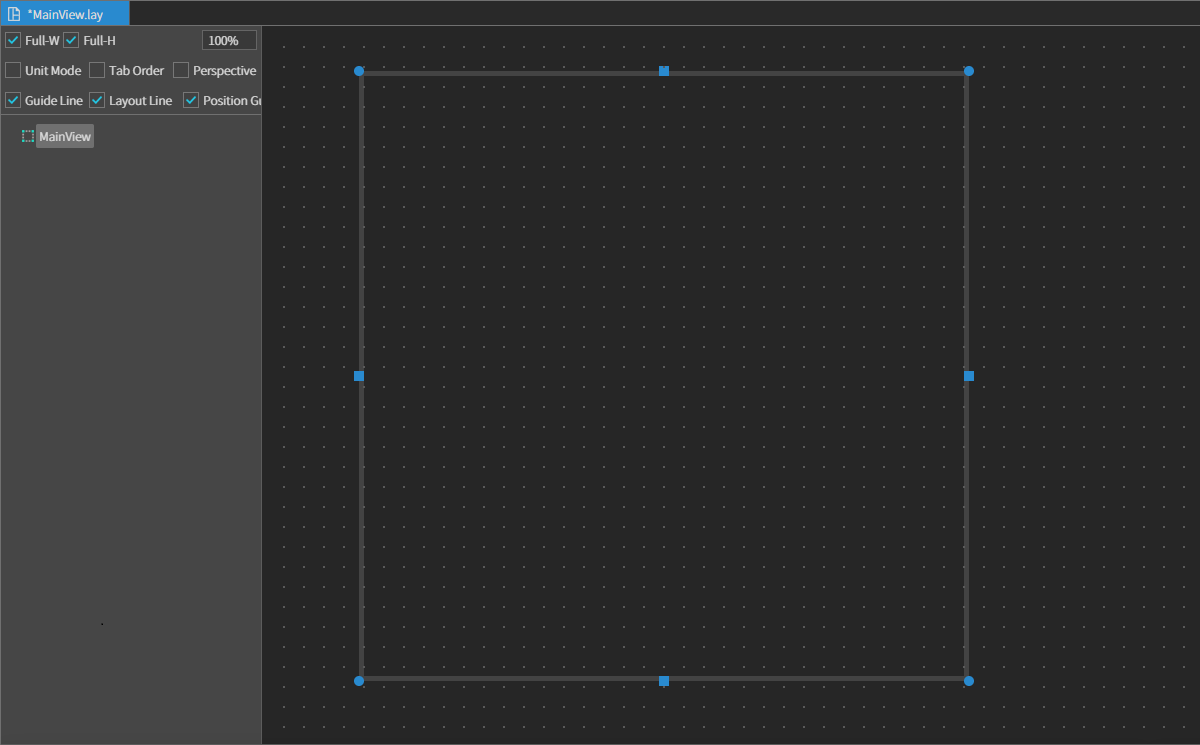 *MainView.lay
Full-W Full-H 100%
Unit Mode Tab Order Perspective
Guide Line Layout Line Position Gu
MainView